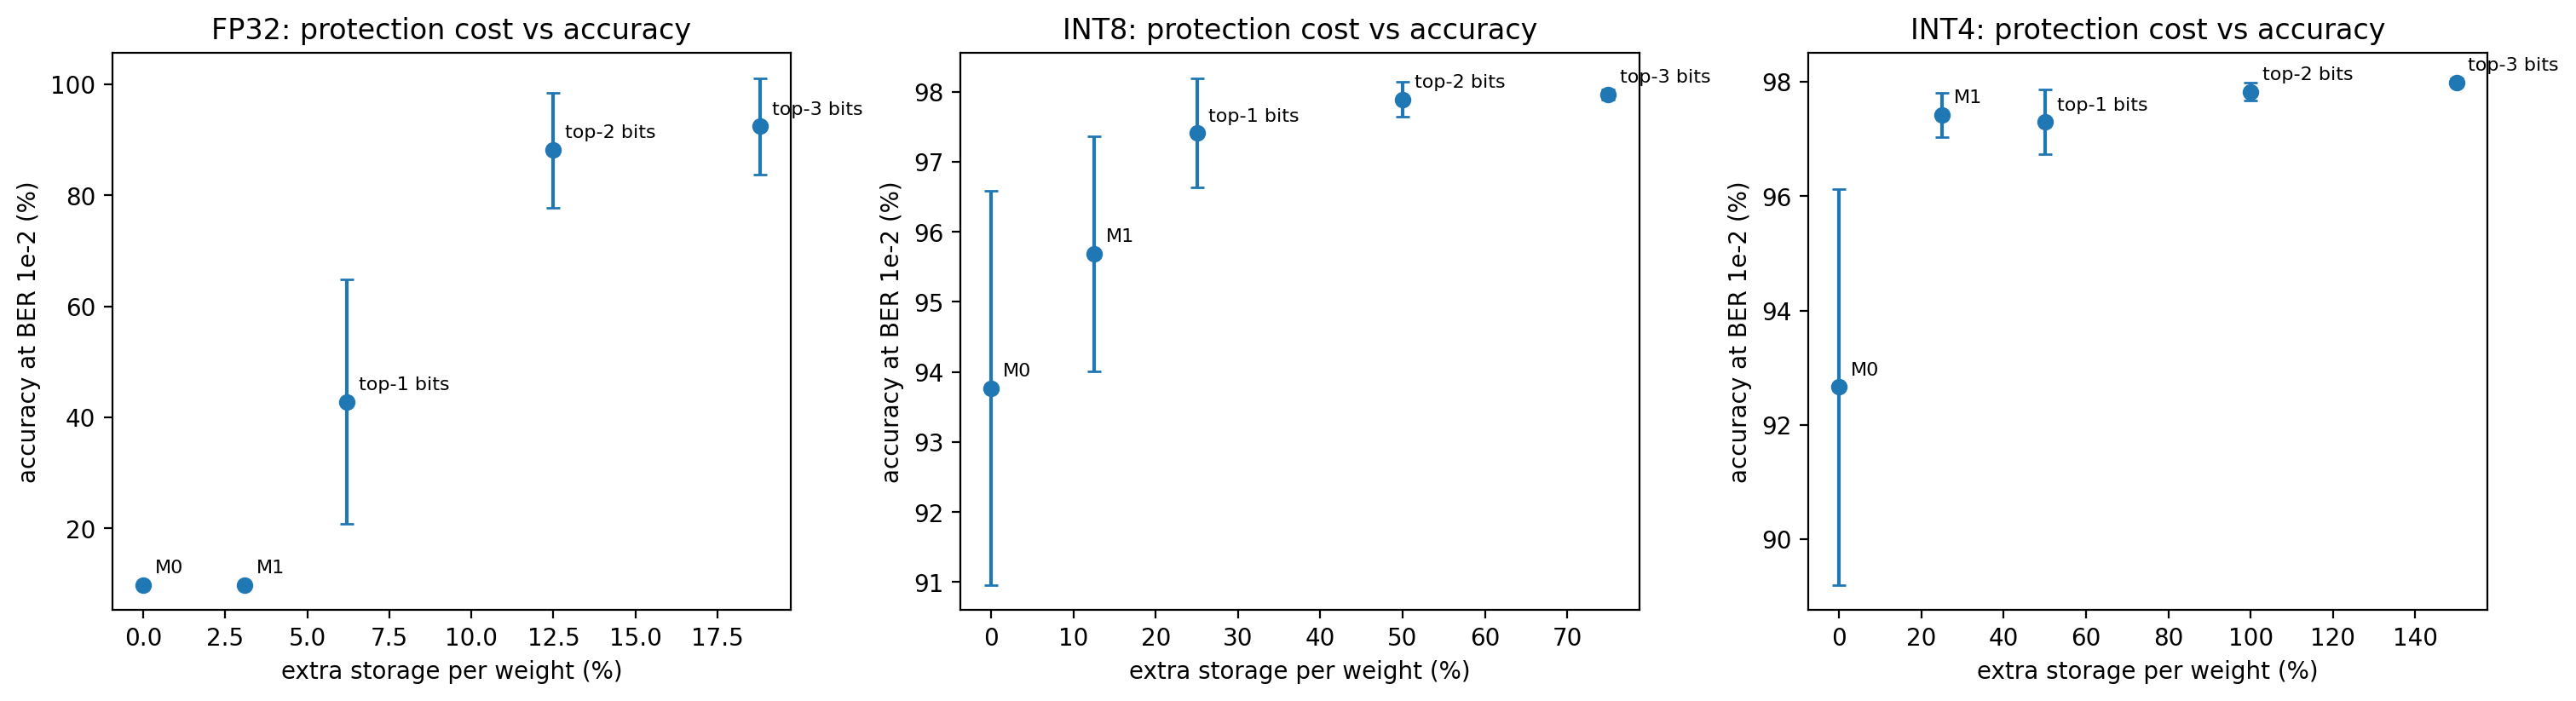 FP32: protection cost vs accuracy
accuracy at BER 1e-2 (%)
100
80
60
40
20
M0
M1
top-1 bits
top-2 bits
top-3 bits
0.0 2.5 5.0 7.5 10.0 12.5 15.0 17.5
extra storage per weight (%)
INT8: protection cost vs accuracy
accuracy at BER 1e-2 (%)
98
97
96
95
94
93
92
91
M0
M1
top-1 bits
top-2 bits
top-3 bits
0 10 20 30 40 50 60 70
extra storage per weight (%)
INT4: protection cost vs accuracy
accuracy at BER 1e-2 (%)
98
96
94
92
90
M0
M1
top-1 bits
top-2 bits
top-3 bits
0 20 40 60 80 100 120 140
extra storage per weight (%)